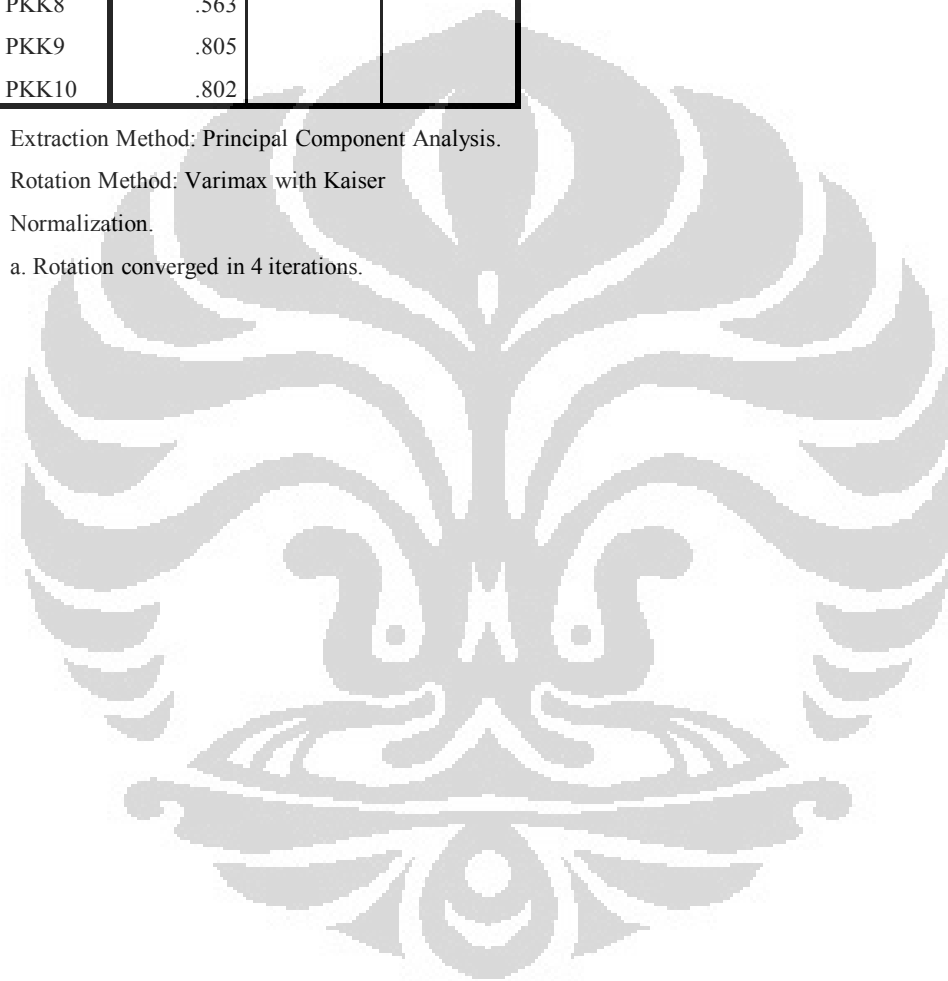 PKK8 .563
PKK9 .805
PKK10 .802
Extraction Method: Principal Component Analysis.
Rotation Method: Varimax with Kaiser
Normalization.
a. Rotation converged in 4 iterations.